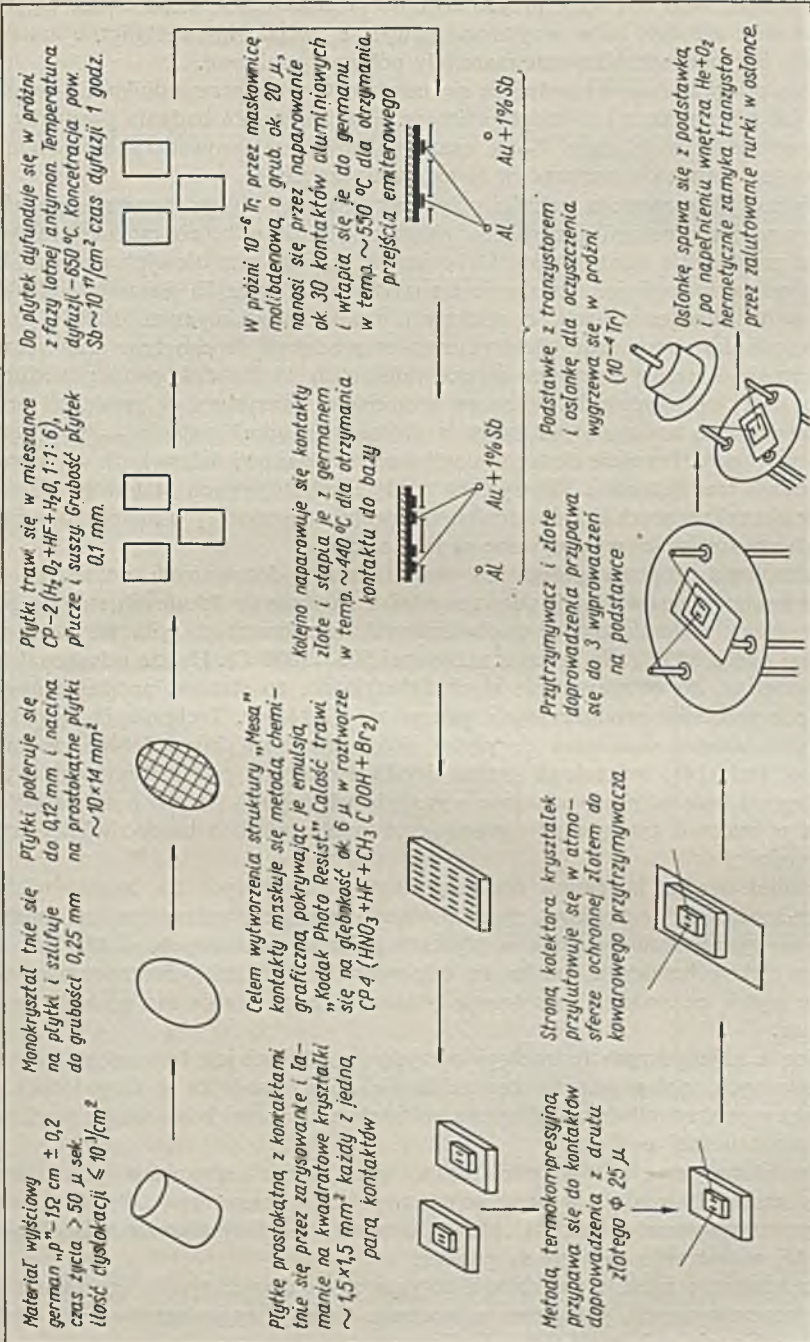 Materiał wyjściowy
german „p"-1Ω cm ± 0,2
czas życia > 50 μ sek.
ilość dyslokacji ⩽ 10³/cm²
Monokryształ tnie się
na płytki i szlifuje
do grubości 0,25 mm
Płytki poleruje się
do 0,12 mm i nacina
na prostokątne płytki
~10×14 mm²
Płytki trawi się w mieszance
CP-2 (H₂O₂+HF+H₂O, 1:1:6),
płucze i suszy. Grubość płytek
0,1 mm.
Do płytek dyfunduje się w próżni
z fazy lotnej antymon. Temperatura
dyfuzji-650°C. Koncetracja pow.
Sb~10¹⁷/cm² czas dyfuzji 1 godz.
W próżni 10⁻⁶ Tr, przez maskownicę
molibdenową, o grub. ok. 20 μ,
nanosi się przez naparowanie
ok 30 kontaktów aluminiowych
i wtapia się je do germanu
w temp. ~550°C dla otrzymania
przejścia emiterowego
Al
Au+1%Sb
Kolejno naparowuje się kontakty
złote i stapia je z germanem
w temp. ~440°C dla otrzymania
kontaktu do bazy
Al
Au+1%Sb
Celem wytworzenia struktury „Mesa"
kontakty maskuje się metodą chemi-
graficzną, pokrywając je emulsją
„Kodak Photo Resist." Całość trawi
się na głębokość ok 6 μ w roztworze
CP4 (HNO₃+HF+CH₃COOH+Br₂)
Płytkę prostokątną z kontaktami
tnie się przez zarysowanie i ła-
manie na kwadratowe kryształki
~1,5×1,5 mm² każdy z jedną
parą kontaktów
Metodą termokompresyjną
przypawa się do kontaktów
doprowadzenia z drutu
złotego φ 25 μ
Stroną kolektora kryształek
przylutowuje się w atmo-
sferze ochronnej złotem do
kowarowego przytrzymywacza
Przytrzymywacz i złote
doprowadzenia przypawa
się do 3 wyprowadzeń
na podstawce
Podstawkę z tranzystorem
i osłonkę dla oczyszczenia
wygrzewa się w próżni
(10⁻⁴Tr)
Osłonkę spawa się z podstawką
i po napełnieniu wnętrza He+O₂
hermetycznie zamyka tranzystor
przez zalutowanie rurki w osłonce.